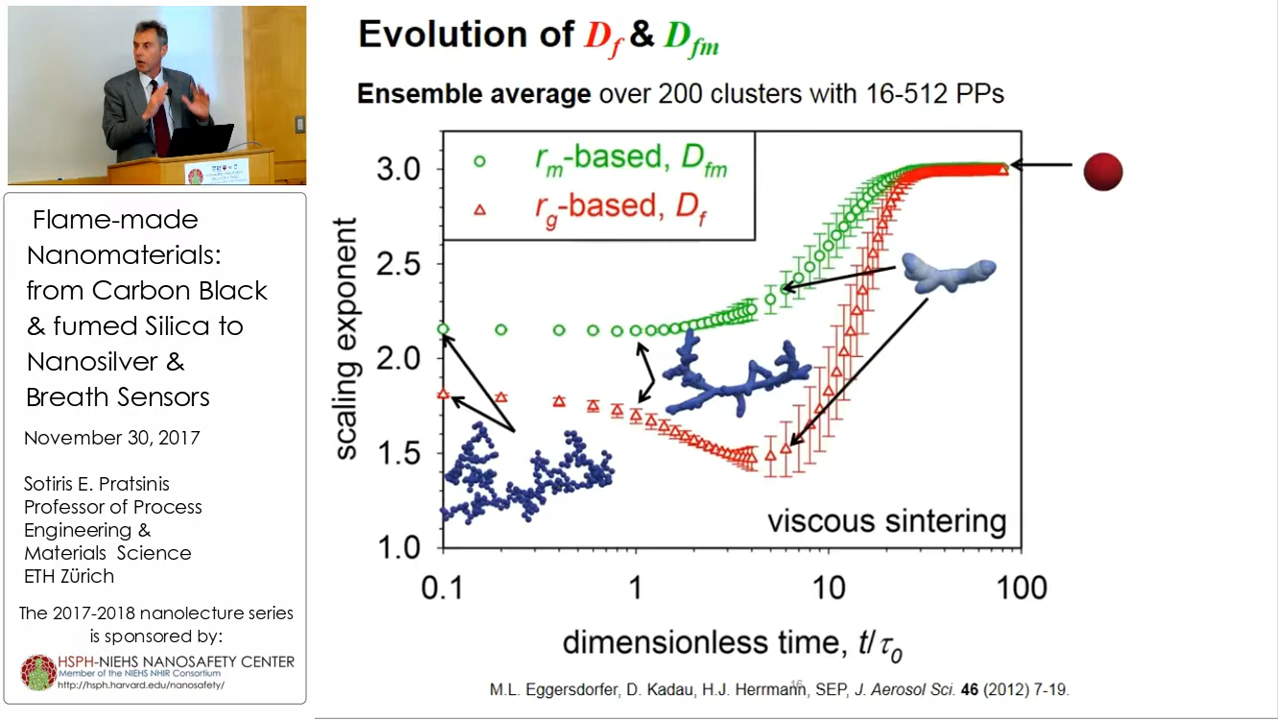 Evolution of Df & Dfm
Ensemble average over 200 clusters with 16-512 PPs
rm-based, Dfm
rg-based, Df
3.0
2.5
2.0
1.5
1.0
scaling exponent
viscous sintering
0.1
1
10
100
dimensionless time, t/τ0
M.L. Eggersdorfer, D. Kadau, H.J. Herrmann, SEP, J. Aerosol Sci. 46 (2012) 7-19.
16
Flame-made
Nanomaterials:
from Carbon Black
& fumed Silica to
Nanosilver &
Breath Sensors
November 30, 2017
Sotiris E. Pratsinis
Professor of Process
Engineering &
Materials Science
ETH Zürich
The 2017-2018 nanolecture series
is sponsored by:
HSPH-NIEHS NANOSAFETY CENTER
Member of the NIEHS NHIR Consortium
http://hsph.harvard.edu/nanosafety/